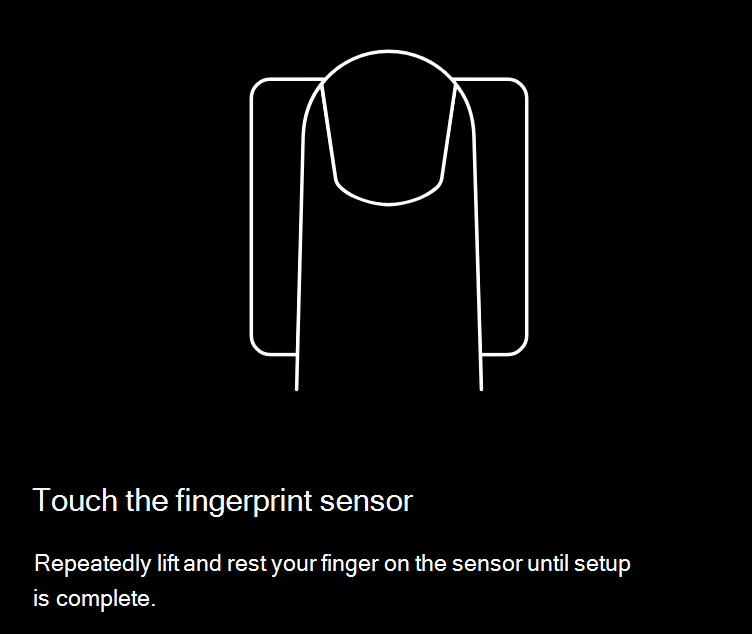 Touch the fingerprint sensor
Repeatedly lift and rest your finger on the sensor until setup
is complete.